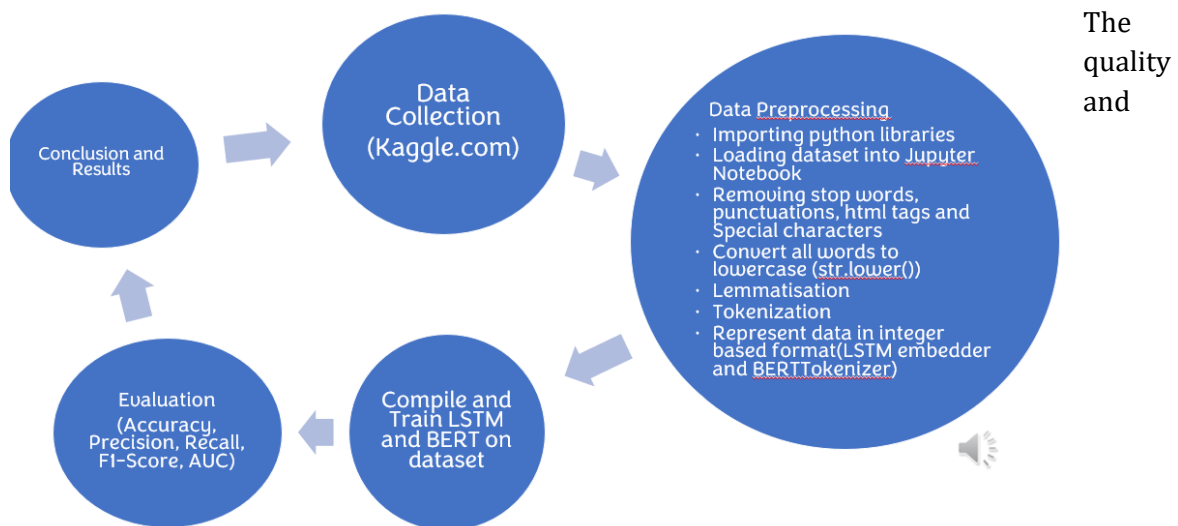 The
quality
and
Data
Collection
(Kaggle.com)
Data Preprocessing
· Importing python libraries
· Loading dataset into Jupyter
Notebook
· Removing stop words,
punctuations, html tags and
Special characters
· Convert all words to
lowercase (str.lower())
· Lemmatisation
· Tokenization
· Represent data in integer
based format(LSTM embedder
and BERTTokenizer)
Compile and
Train LSTM
and BERT on
dataset
Evaluation
(Accuracy,
Precision, Recall,
F1-Score, AUC)
Conclusion and
Results